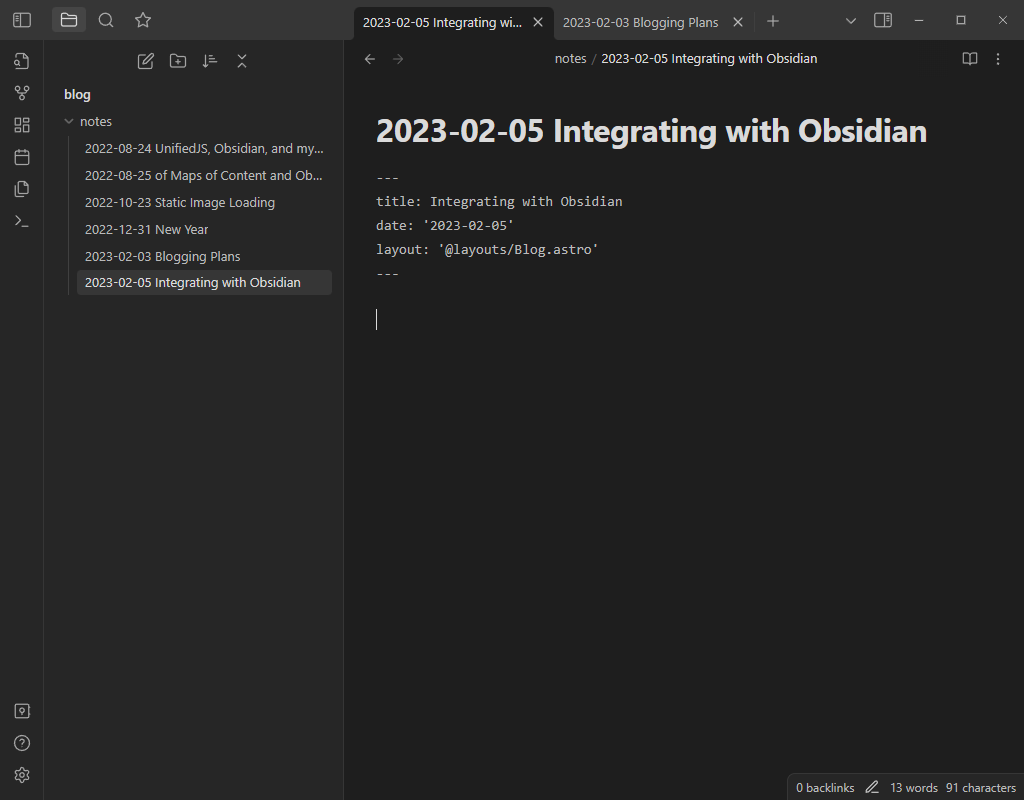 2023-02-05 Integrating wi...
2023-02-03 Blogging Plans
notes / 2023-02-05 Integrating with Obsidian
blog
notes
2022-08-24 UnifiedJS, Obsidian, and my...
2022-08-25 of Maps of Content and Ob...
2022-10-23 Static Image Loading
2022-12-31 New Year
2023-02-03 Blogging Plans
2023-02-05 Integrating with Obsidian
2023-02-05 Integrating with Obsidian
---
title: Integrating with Obsidian
date: '2023-02-05'
layout: '@layouts/Blog.astro'
---
0 backlinks 13 words 91 characters